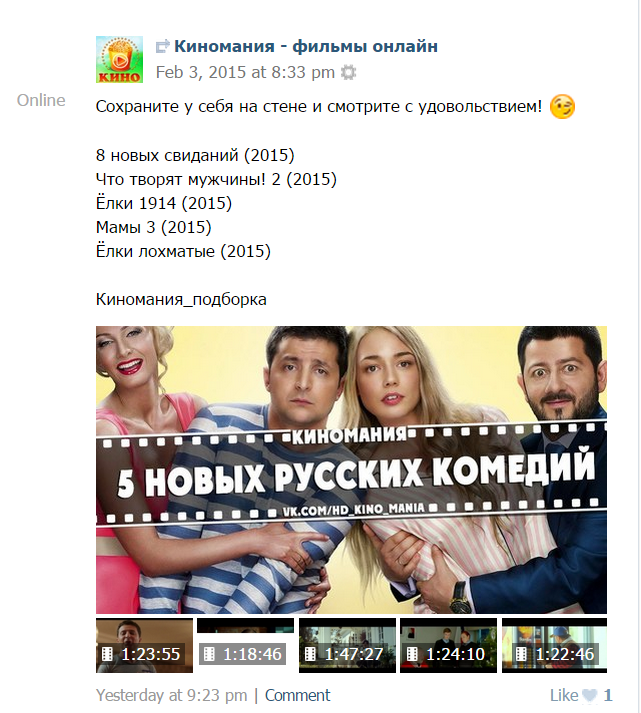 Киномания - фильмы онлайн
Feb 3, 2015 at 8:33 pm
КИНО
Online
Сохраните у себя на стене и смотрите с удовольствием!
8 новых свиданий (2015)
Что творят мужчины! 2 (2015)
Ёлки 1914 (2015)
Мамы 3 (2015)
Ёлки лохматые (2015)
Киномания_подборка
КИНОМАНИЯ
5 НОВЫХ РУССКИХ КОМЕДИЙ
VK.COM/HD_KINO_MANIA
1:23:55 1:18:46 1:47:27 1:24:10 1:22:46
Yesterday at 9:23 pm | Comment Like 1